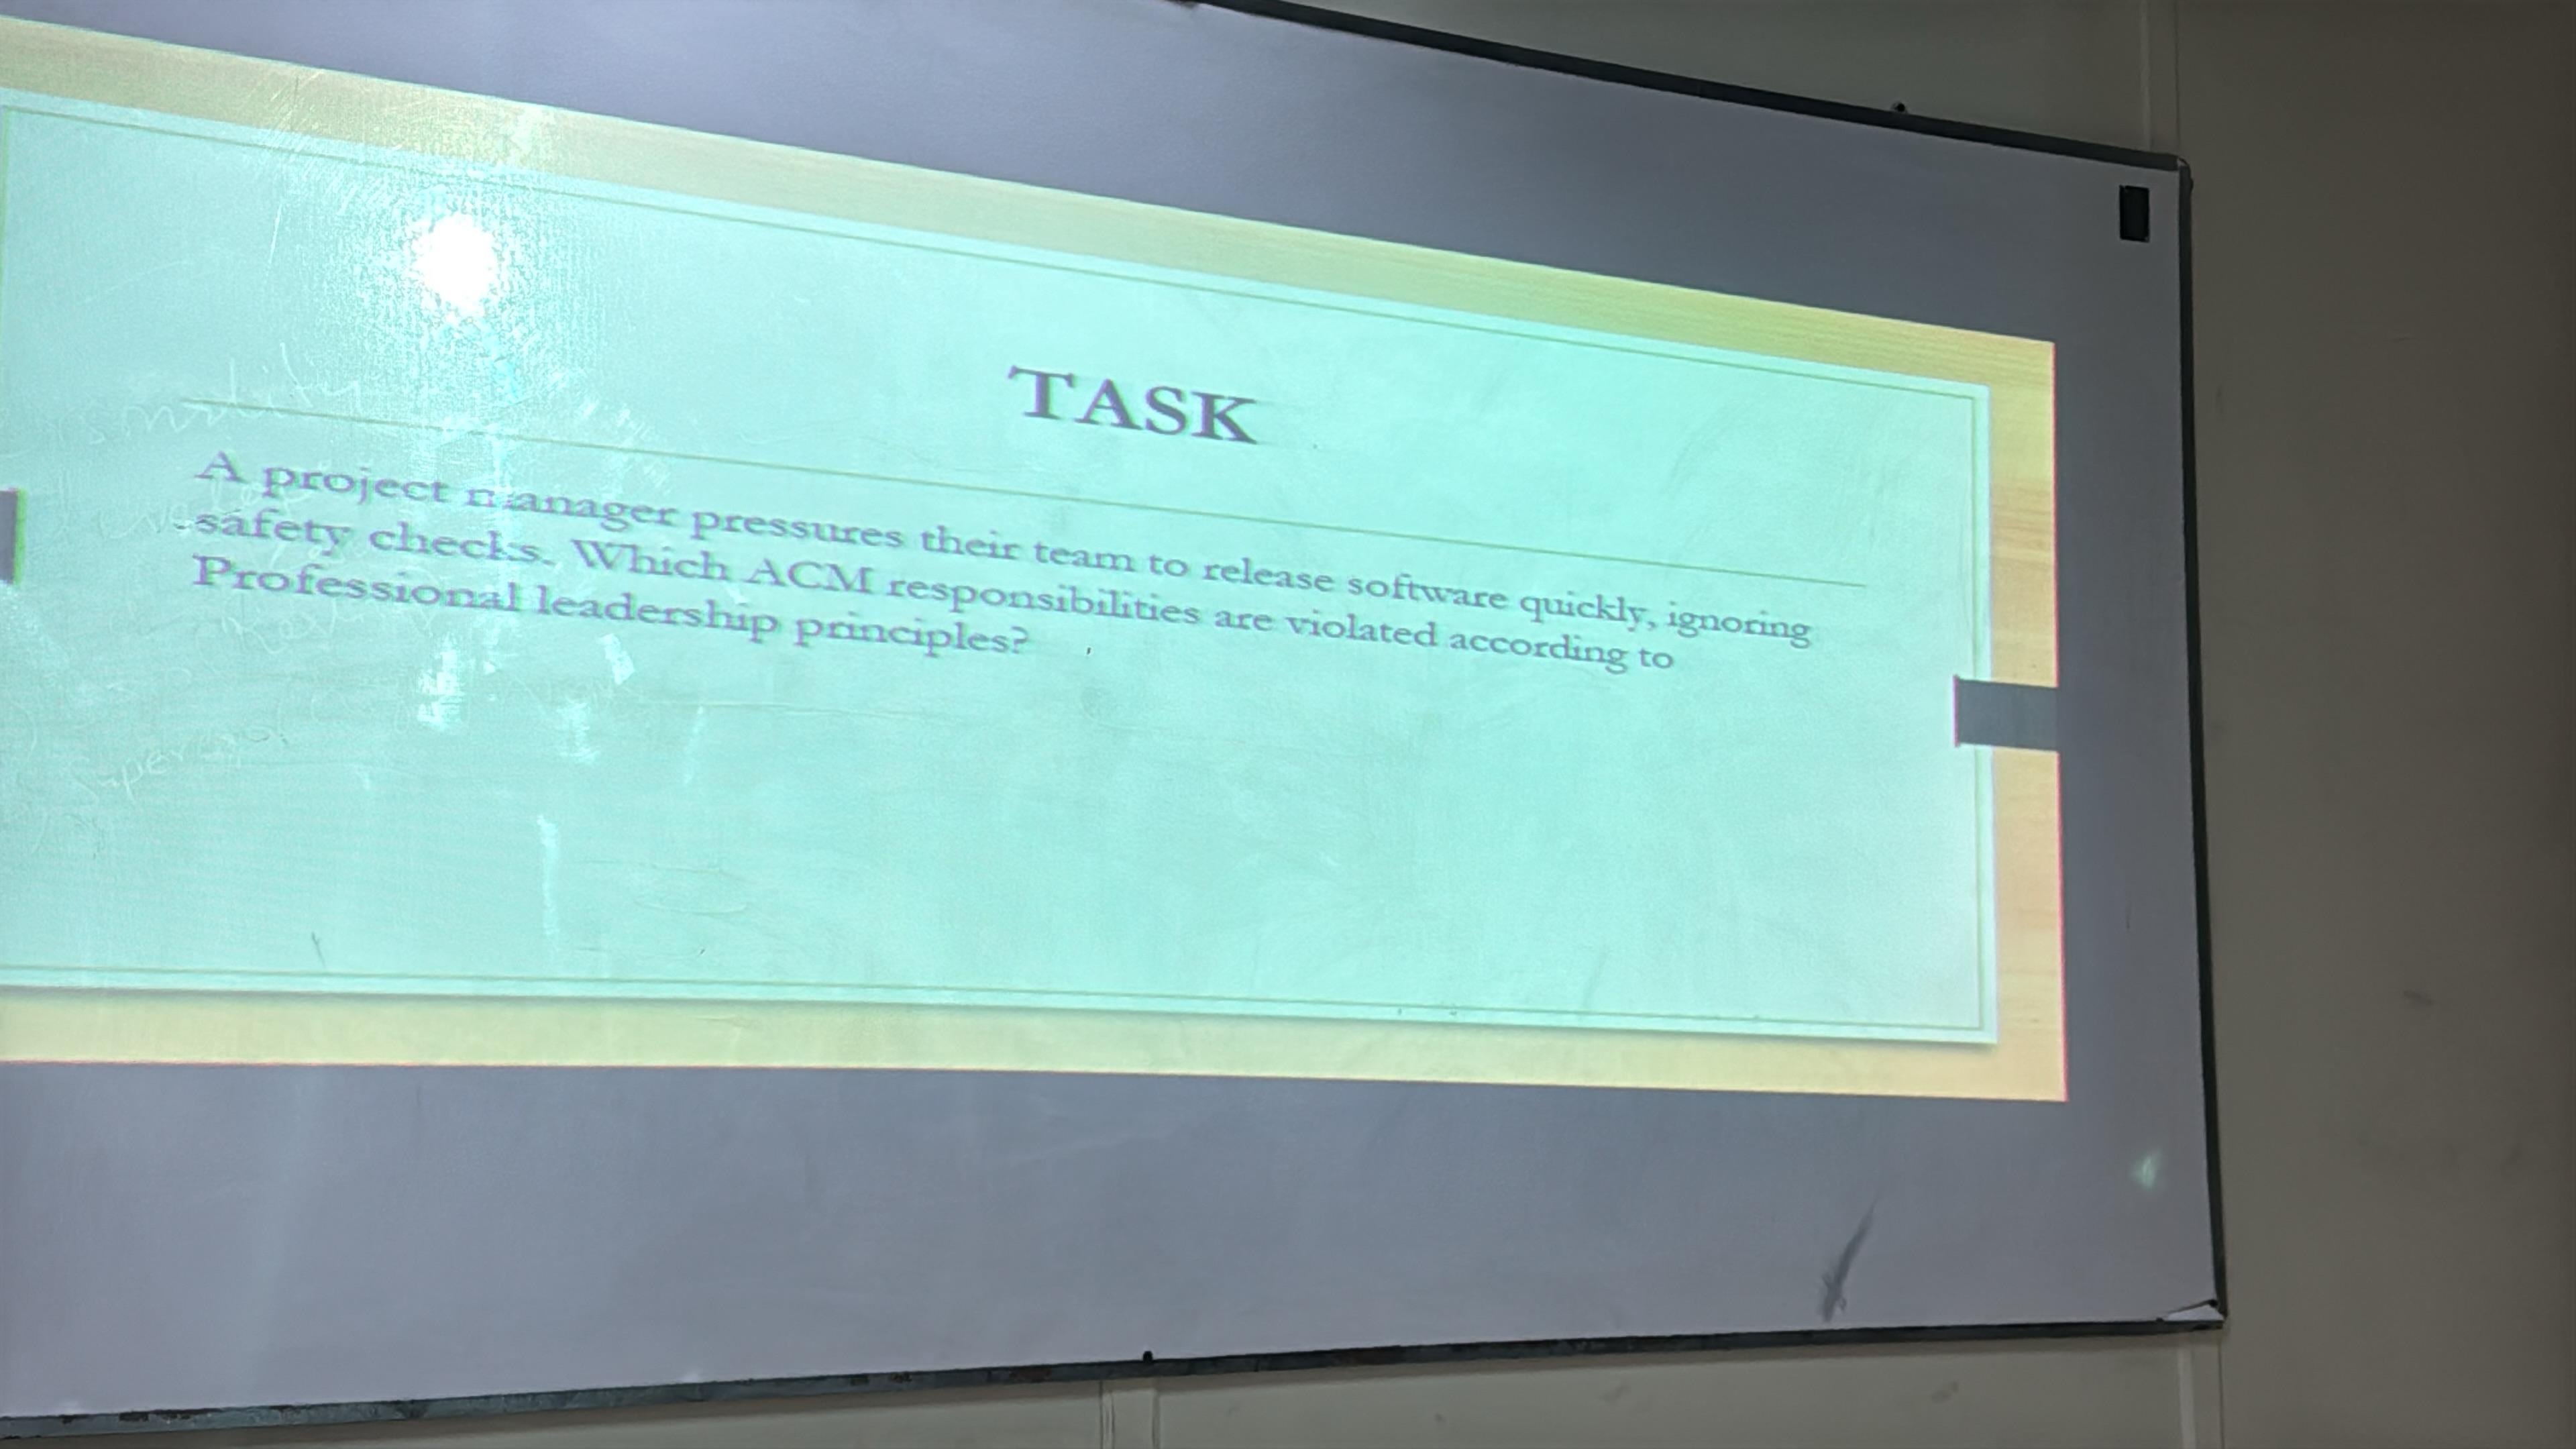 TASK
A project manager pressures their team to release software quickly, ignoring
safety checks. Which ACM responsibilities are violated according to
Professional leadership principles?